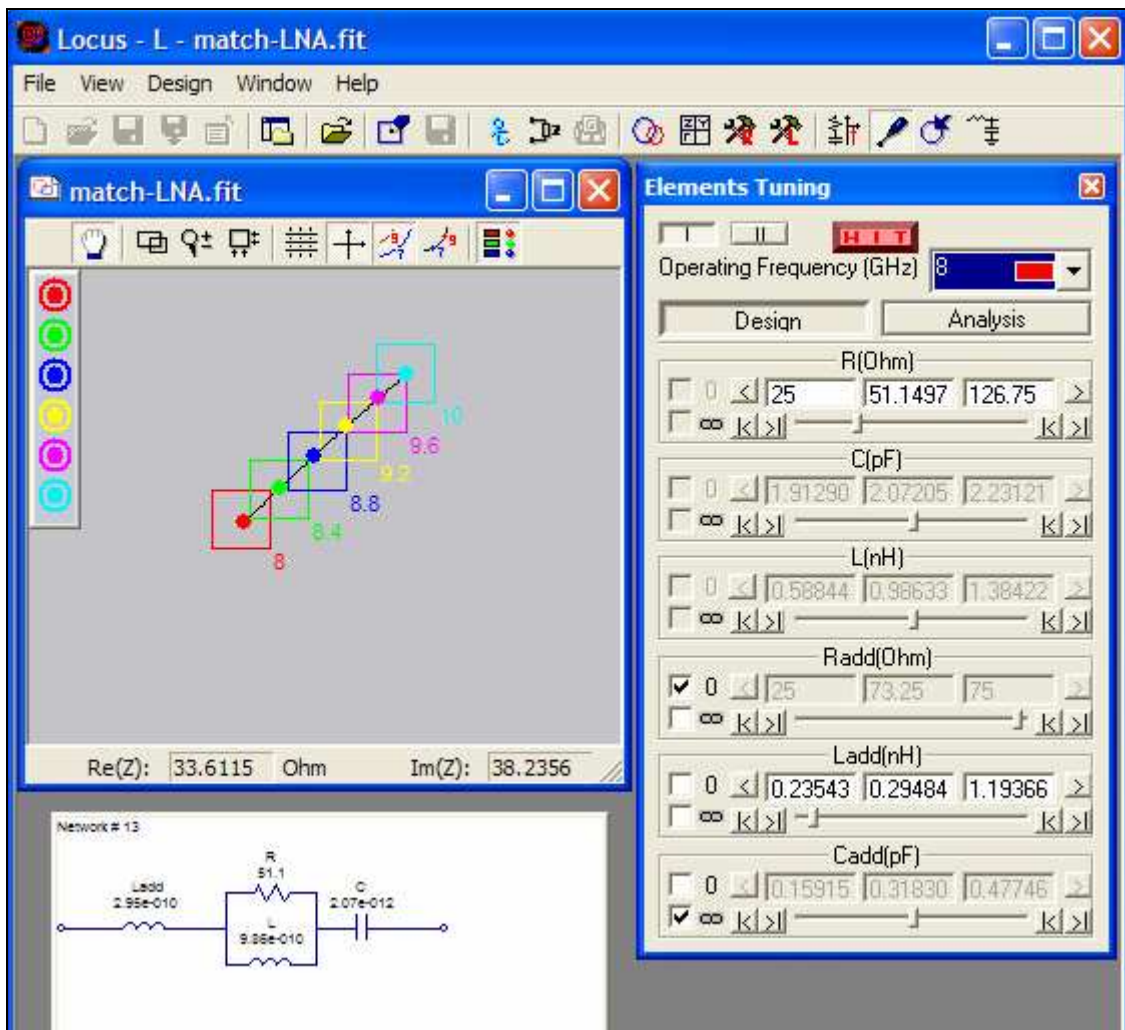 Locus - L - match-LNA.fit
File View Design Window Help
match-LNA.fit
8
8.4
8.8
9.2
9.6
10
Re(Z): 33.6115 Ohm Im(Z): 38.2356
Network # 13
Ladd
2.95e-010
R
51.1
L
9.86e-010
C
2.07e-012
Elements Tuning
I II HIT
Operating Frequency (GHz) 8
Design Analysis
R(Ohm)
0 < 25 51.1497 126.75 >
∞ |< >| |< >|
C(pF)
0 < 1.91290 2.07205 2.23121 >
∞ |< >| |< >|
L(nH)
0 < 0.58844 0.98633 1.38422 >
∞ |< >| |< >|
Radd(Ohm)
0 < 25 73.25 75 >
∞ |< >| |< >|
Ladd(nH)
0 < 0.23543 0.29484 1.19366 >
∞ |< >| |< >|
Cadd(pF)
0 < 0.15915 0.31830 0.47746 >
∞ |< >| |< >|